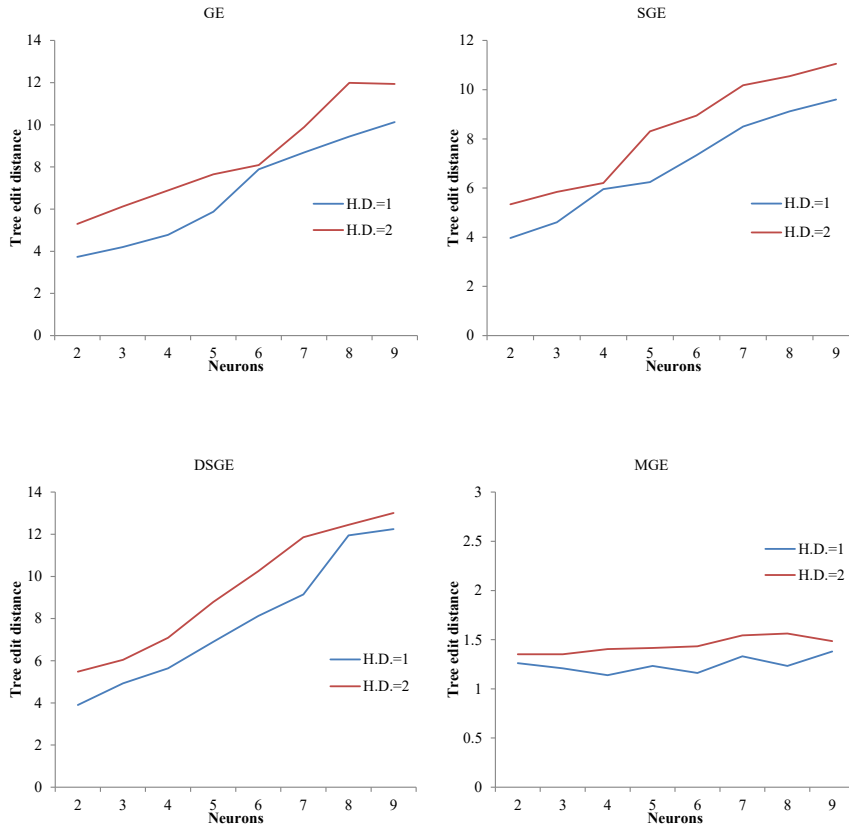 GE
14
12
10
8
6
4
2
0
Tree edit distance
H.D.=1
H.D.=2
2 3 4 5 6 7 8 9
Neurons
SGE
12
10
8
6
4
2
0
Tree edit distance
H.D.=1
H.D.=2
2 3 4 5 6 7 8 9
Neurons
DSGE
14
12
10
8
6
4
2
0
Tree edit distance
H.D.=1
H.D.=2
2 3 4 5 6 7 8 9
Neurons
MGE
3
2.5
2
1.5
1
0.5
0
Tree edit distance
H.D.=1
H.D.=2
2 3 4 5 6 7 8 9
Neurons